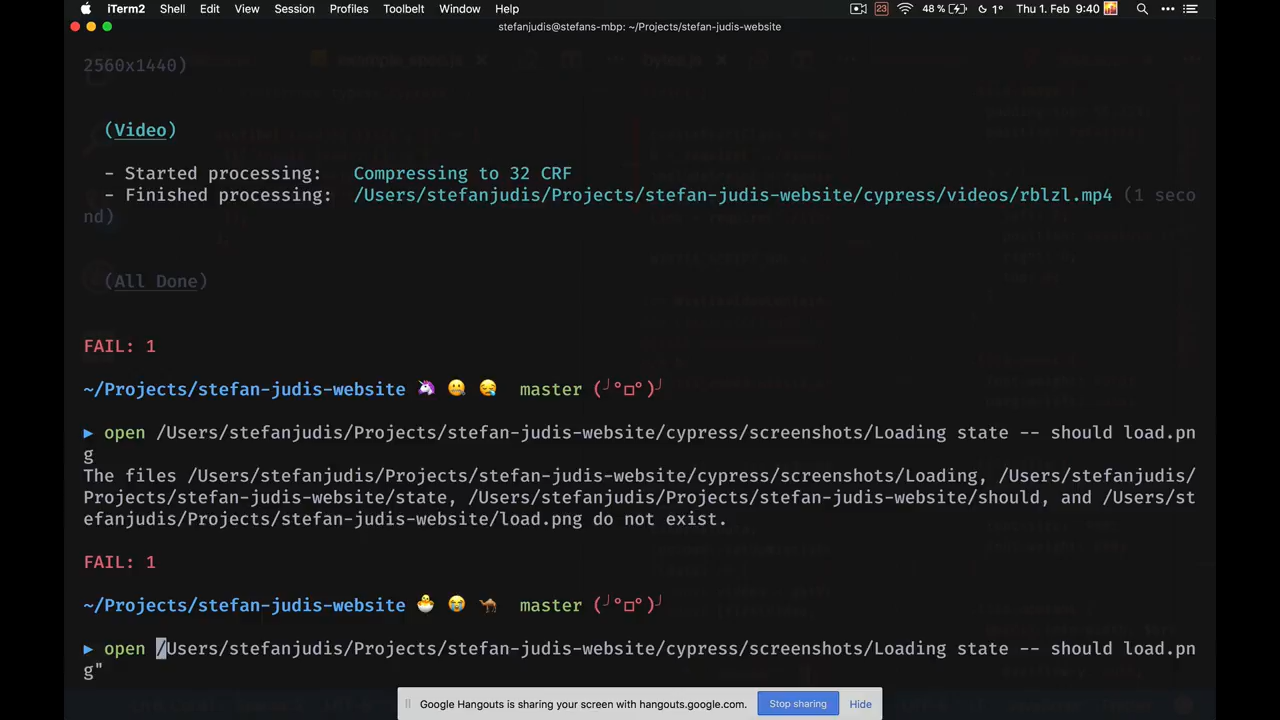 iTerm2 Shell Edit View Session Profiles Toolbelt Window Help 23 48 % 1° Thu 1. Feb 9:40
stefanjudis@stefans-mbp: ~/Projects/stefan-judis-website
2560x1440)
(Video)
- Started processing: Compressing to 32 CRF
- Finished processing: /Users/stefanjudis/Projects/stefan-judis-website/cypress/videos/rblzl.mp4 (1 seco
nd)
(All Done)
FAIL: 1
~/Projects/stefan-judis-website 🦄 🤐 😪 master (╯°□°)╯
▶ open /Users/stefanjudis/Projects/stefan-judis-website/cypress/screenshots/Loading state -- should load.pn
g
The files /Users/stefanjudis/Projects/stefan-judis-website/cypress/screenshots/Loading, /Users/stefanjudis/
Projects/stefan-judis-website/state, /Users/stefanjudis/Projects/stefan-judis-website/should, and /Users/st
efanjudis/Projects/stefan-judis-website/load.png do not exist.
FAIL: 1
~/Projects/stefan-judis-website 🐣 😭 🐪 master (╯°□°)╯
▶ open /Users/stefanjudis/Projects/stefan-judis-website/cypress/screenshots/Loading state -- should load.pn
g"
Google Hangouts is sharing your screen with hangouts.google.com. Stop sharing Hide